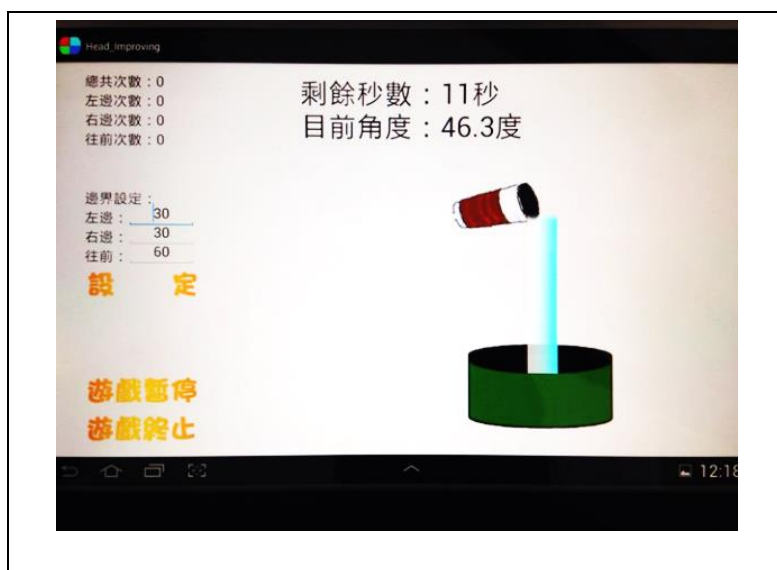 Head_Improving
總共次數：0
左邊次數：0
右邊次數：0
往前次數：0
剩餘秒數：11秒
目前角度：46.3度
邊界設定：
左邊：30
右邊：30
往前：60
設 定
遊戲暫停
遊戲終止
12:18